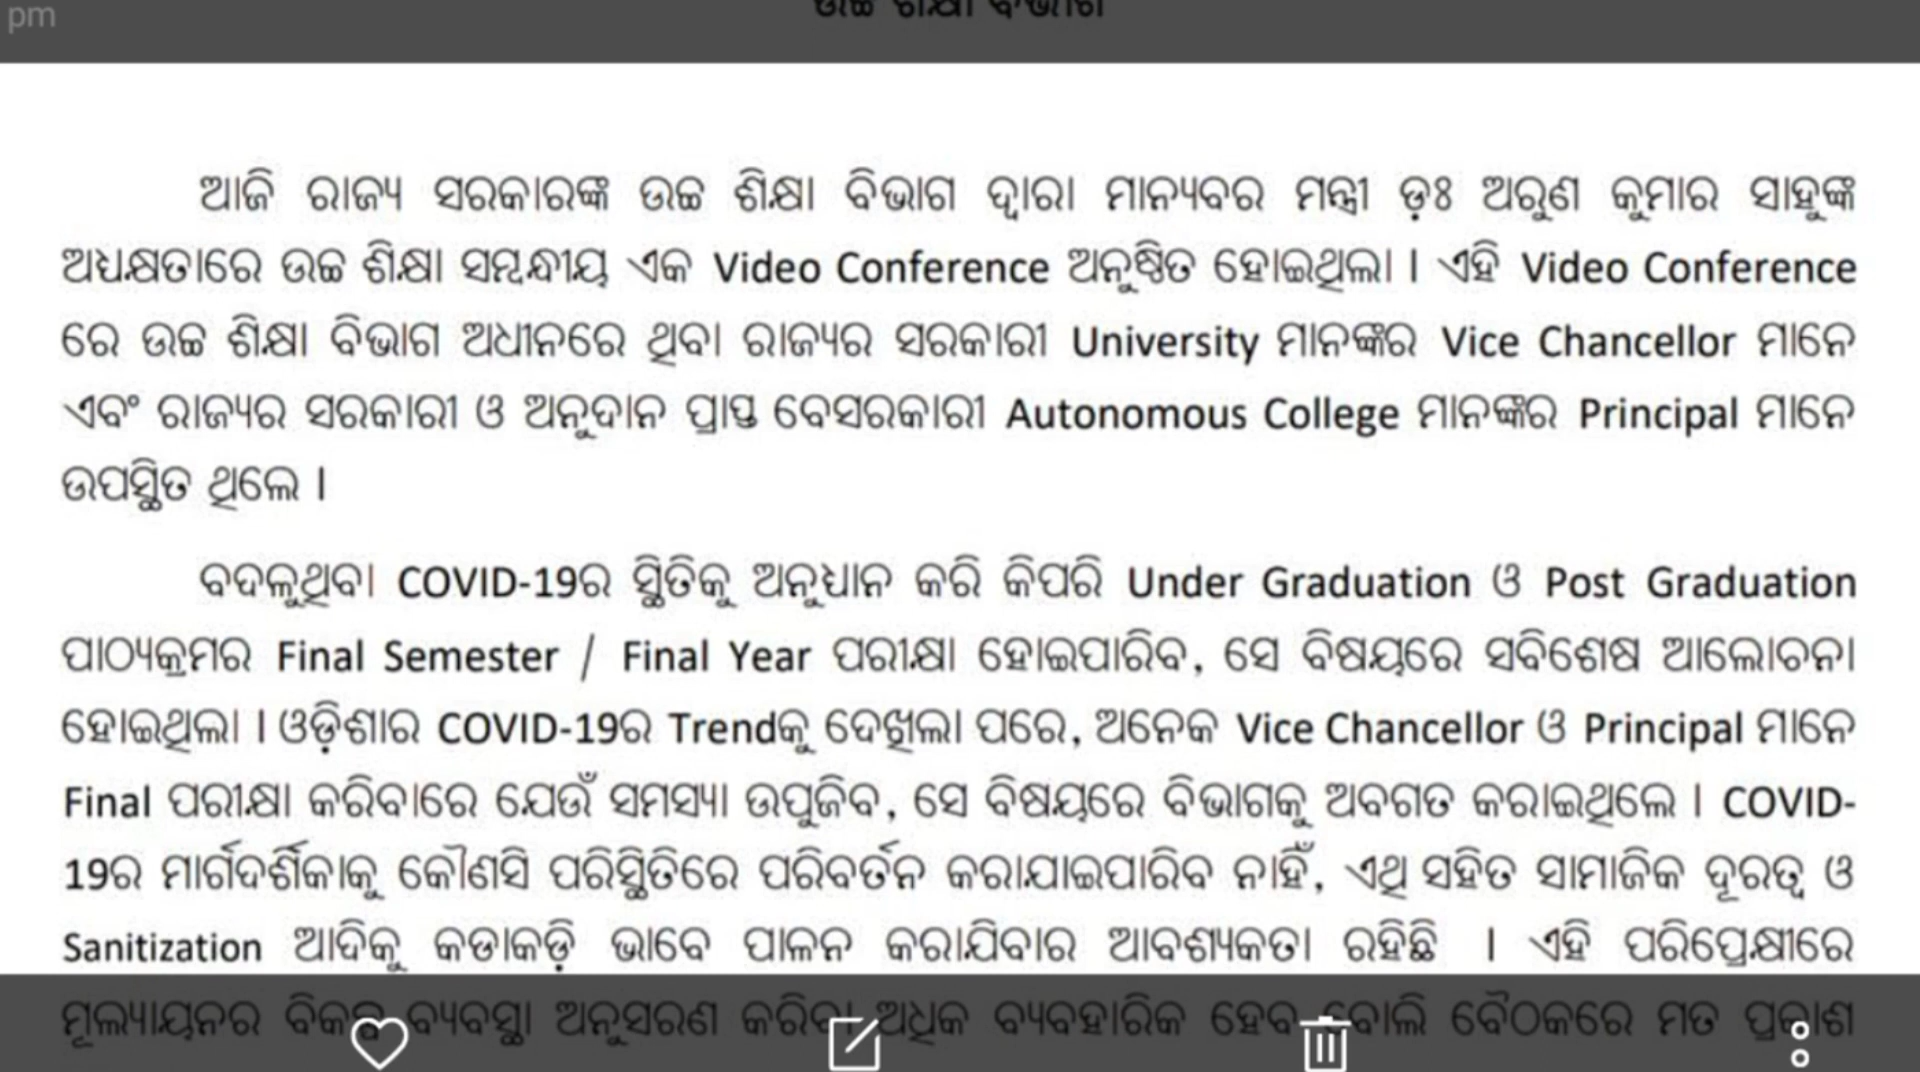 pm
ଉଚ୍ଚ ଶିକ୍ଷା ବିଭାଗ
ଆଜି ରାଜ୍ୟ ସରକାରଙ୍କ ଉଚ୍ଚ ଶିକ୍ଷା ବିଭାଗ ଦ୍ୱାରା ମାନ୍ୟବର ମନ୍ତ୍ରୀ ଡ଼ଃ ଅରୁଣ କୁମାର ସାହୁଙ୍କ
ଅଧ୍ୟକ୍ଷତାରେ ଉଚ୍ଚ ଶିକ୍ଷା ସମ୍ବନ୍ଧୀୟ ଏକ Video Conference ଅନୁଷ୍ଠିତ ହୋଇଥିଲା । ଏହି Video Conference
ରେ ଉଚ୍ଚ ଶିକ୍ଷା ବିଭାଗ ଅଧୀନରେ ଥିବା ରାଜ୍ୟର ସରକାରୀ University ମାନଙ୍କର Vice Chancellor ମାନେ
ଏବଂ ରାଜ୍ୟର ସରକାରୀ ଓ ଅନୁଦାନ ପ୍ରାପ୍ତ ବେସରକାରୀ Autonomous College ମାନଙ୍କର Principal ମାନେ
ଉପସ୍ଥିତ ଥିଲେ ।
ବଦଳୁଥିବା COVID-19ର ସ୍ଥିତିକୁ ଅନୁଧ୍ୟାନ କରି କିପରି Under Graduation ଓ Post Graduation
ପାଠ୍ୟକ୍ରମର Final Semester / Final Year ପରୀକ୍ଷା ହୋଇପାରିବ, ସେ ବିଷୟରେ ସବିଶେଷ ଆଲୋଚନା
ହୋଇଥିଲା । ଓଡ଼ିଶାର COVID-19ର Trendକୁ ଦେଖିଲା ପରେ, ଅନେକ Vice Chancellor ଓ Principal ମାନେ
Final ପରୀକ୍ଷା କରିବାରେ ଯେଉଁ ସମସ୍ୟା ଉପୁଜିବ, ସେ ବିଷୟରେ ବିଭାଗକୁ ଅବଗତ କରାଇଥିଲେ । COVID-
19ର ମାର୍ଗଦର୍ଶିକାକୁ କୌଣସି ପରିସ୍ଥିତିରେ ପରିବର୍ତନ କରାଯାଇପାରିବ ନାହିଁ, ଏଥି ସହିତ ସାମାଜିକ ଦୂରତ୍ୱ ଓ
Sanitization ଆଦିକୁ କଡାକଡ଼ି ଭାବେ ପାଳନ କରାଯିବାର ଆବଶ୍ୟକତା ରହିଛି । ଏହି ପରିପ୍ରେକ୍ଷୀରେ
ମୂଲ୍ୟାୟନର ବିକଳ୍ପ ବ୍ୟବସ୍ଥା ଅନୁସରଣ କରିବା ଅଧିକ ବ୍ୟବହାରିକ ହେବ ବୋଲି ବୈଠକରେ ମତ ପ୍ରକାଶ